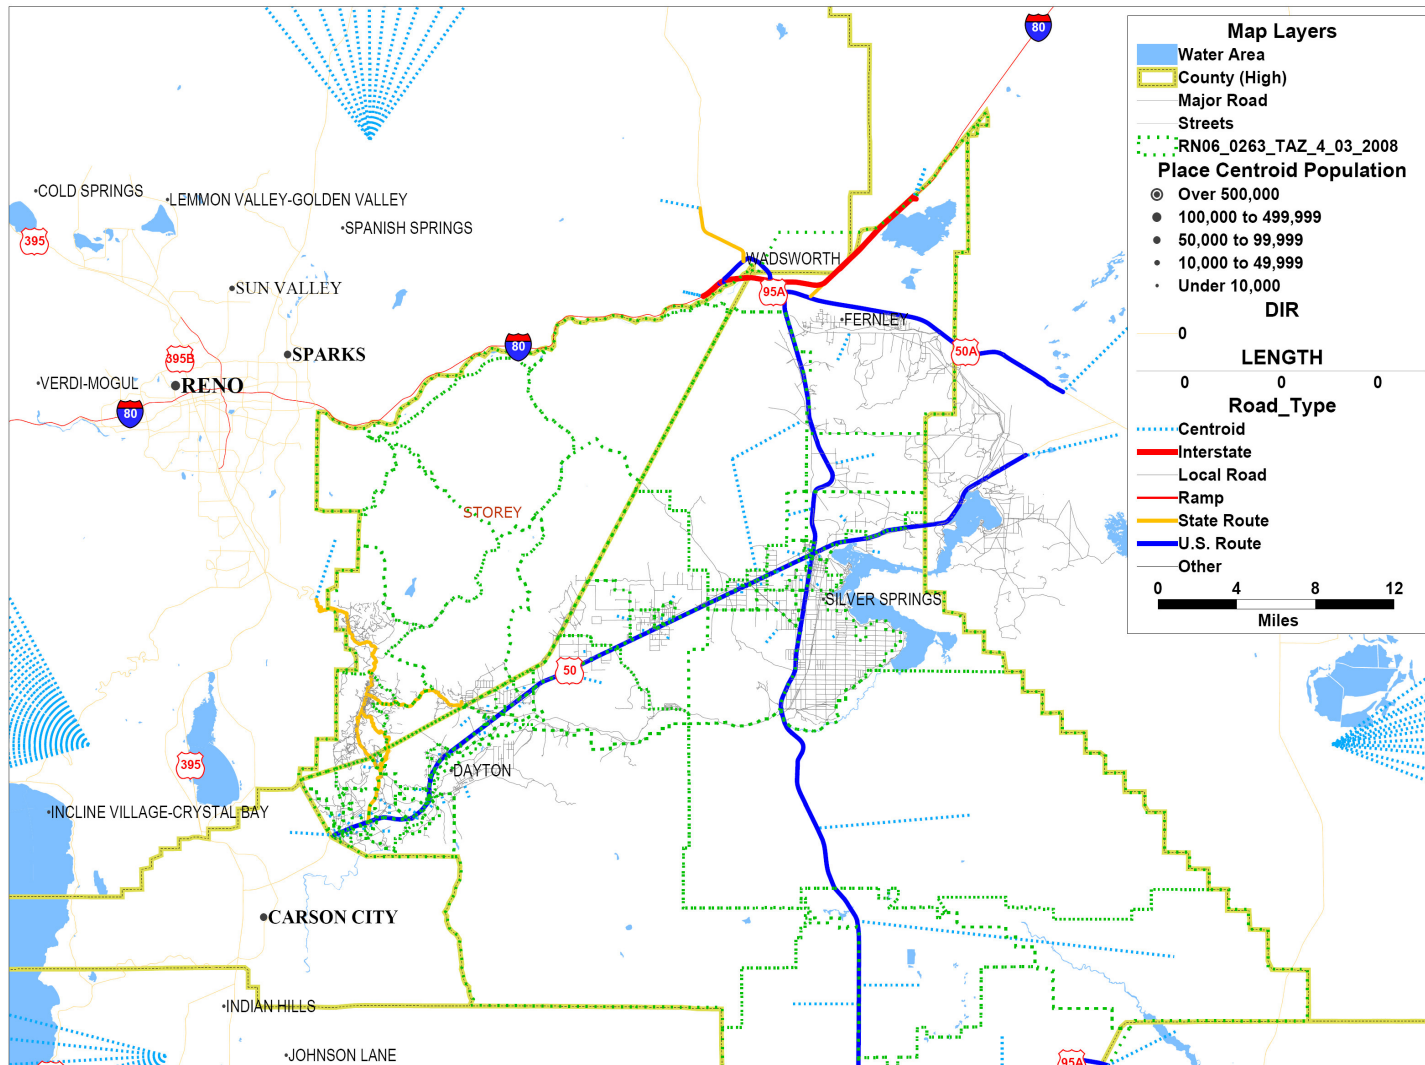 80
Map Layers
Water Area
County (High)
Major Road
Streets
RN06_0263_TAZ_4_03_2008
Place Centroid Population
Over 500,000
100,000 to 499,999
50,000 to 99,999
10,000 to 49,999
Under 10,000
DIR
0
LENGTH
0 0 0
Road_Type
Centroid
Interstate
Local Road
Ramp
State Route
U.S. Route
Other
0 4 8 12
Miles
COLD SPRINGS
LEMMON VALLEY-GOLDEN VALLEY
SPANISH SPRINGS
395
WADSWORTH
SUN VALLEY
95A
FERNLEY
80
50A
SPARKS
395B
VERDI-MOGUL
RENO
80
STOREY
SILVER SPRINGS
50
395
DAYTON
INCLINE VILLAGE-CRYSTAL BAY
CARSON CITY
INDIAN HILLS
JOHNSON LANE
95A